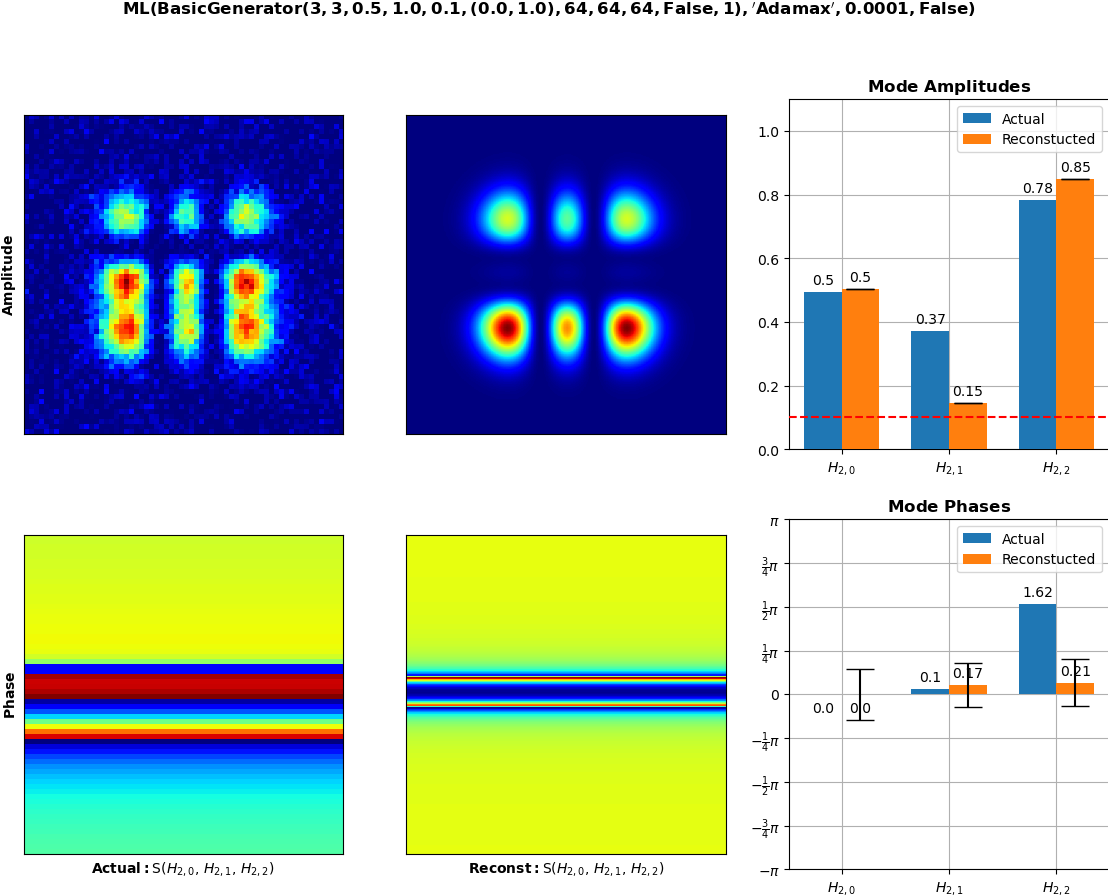 ML(BasicGenerator(3, 3, 0.5, 1.0, 0.1, (0.0, 1.0), 64, 64, 64, False, 1), ′Adamax′, 0.0001, False)
Amplitude
Mode Amplitudes
Actual
Reconstucted
1.0
0.8
0.6
0.4
0.2
0.0
0.5
0.5
0.37
0.15
0.78
0.85
H2, 0
H2, 1
H2, 2
Phase
Actual: S(H2, 0, H2, 1, H2, 2)
Reconst: S(H2, 0, H2, 1, H2, 2)
Mode Phases
Actual
Reconstucted
π
3/4π
1/2π
1/4π
0
−1/4π
−1/2π
−3/4π
−π
0.0
0.0
0.1
0.17
1.62
0.21
H2, 0
H2, 1
H2, 2